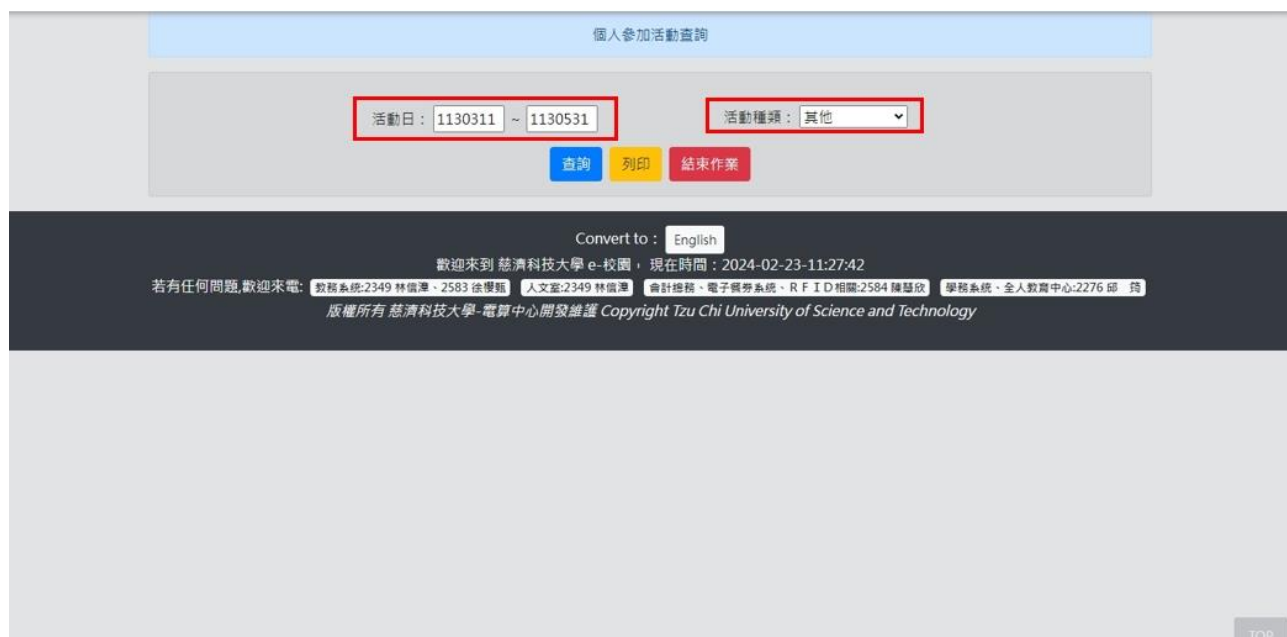 個人參加活動查詢
活動日： 1130311 ~ 1130531 活動種類： 其他
查詢 列印 結束作業
Convert to： English
歡迎來到 慈濟科技大學 e-校園， 現在時間：2024-02-23-11:27:42
若有任何問題,歡迎來電: 教務系統:2349 林信漳、2583 徐櫻甄 人文室:2349 林信漳 會計總務、電子餐券系統、ＲＦＩＤ相關:2584 陳慧欣 學務系統、全人教育中心:2276 邱　筠
版權所有 慈濟科技大學-電算中心開發維護 Copyright Tzu Chi University of Science and Technology
TOP